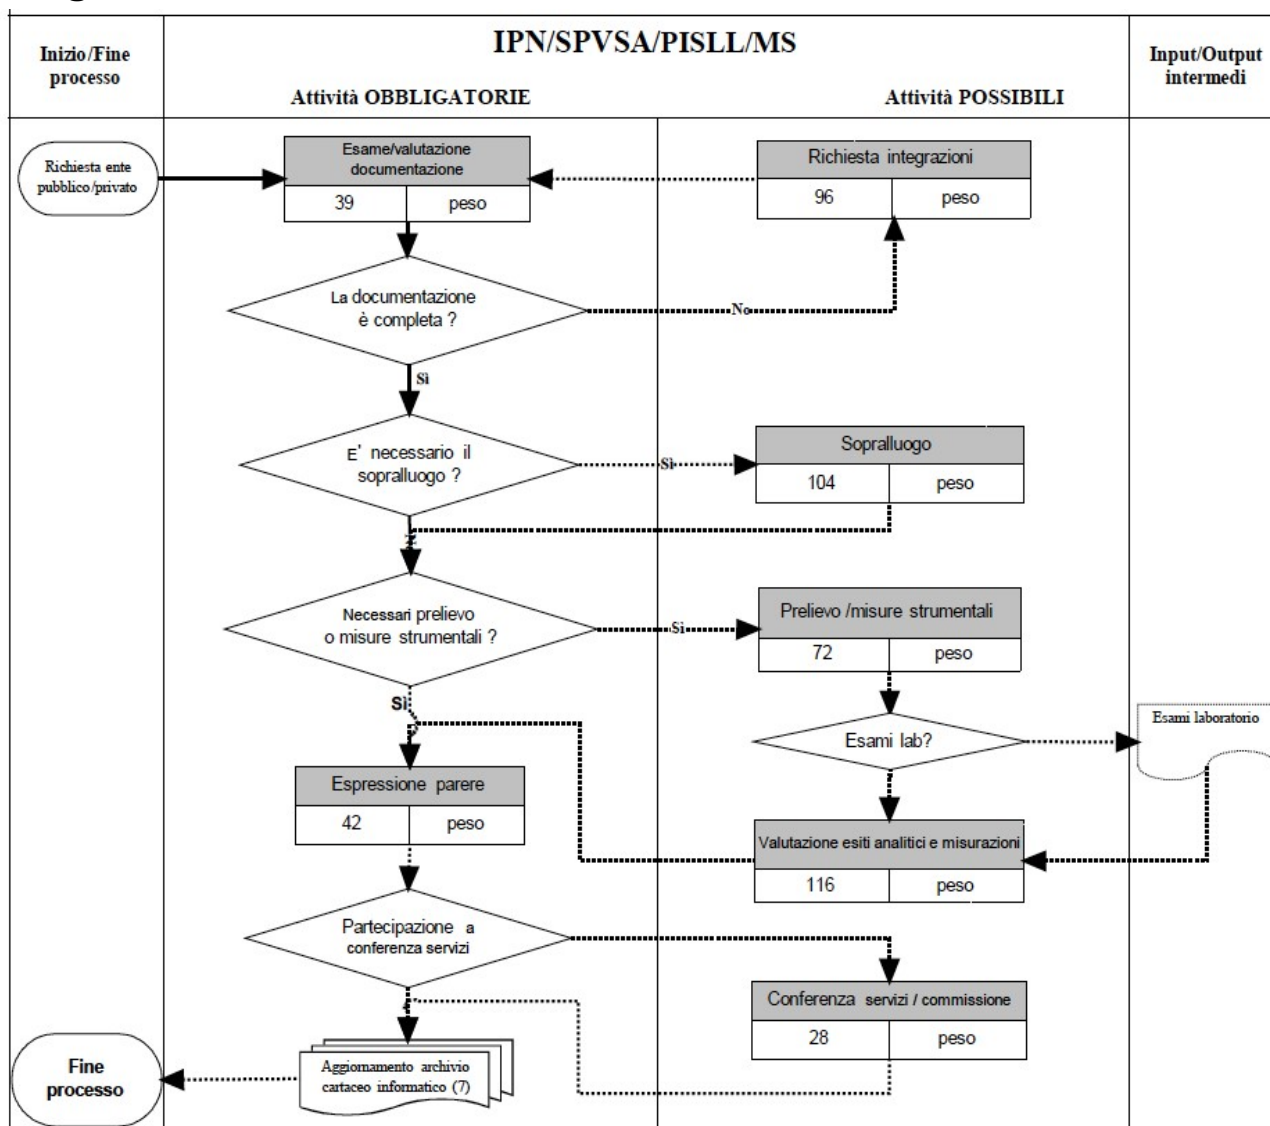 Inizio/Fine
processo
IPN/SPVSA/PISLL/MS
Attività OBBLIGATORIE
Attività POSSIBILI
Input/Output
intermedi
Richiesta ente
pubblico/privato
Esame/valutazione
documentazione
39
peso
Richiesta integrazioni
96
peso
La documentazione
è completa ?
No
Sì
E' necessario il
sopralluogo ?
Sì
Sopralluogo
104
peso
Necessari prelievo
o misure strumentali ?
Sì
Prelievo /misure strumentali
72
peso
Sì
Esami lab?
Esami laboratorio
Espressione parere
42
peso
Valutazione esiti analitici e misurazioni
116
peso
Partecipazione a
conferenza servizi
Conferenza servizi / commissione
28
peso
Fine
processo
Aggiornamento archivio
cartaceo informatico (7)